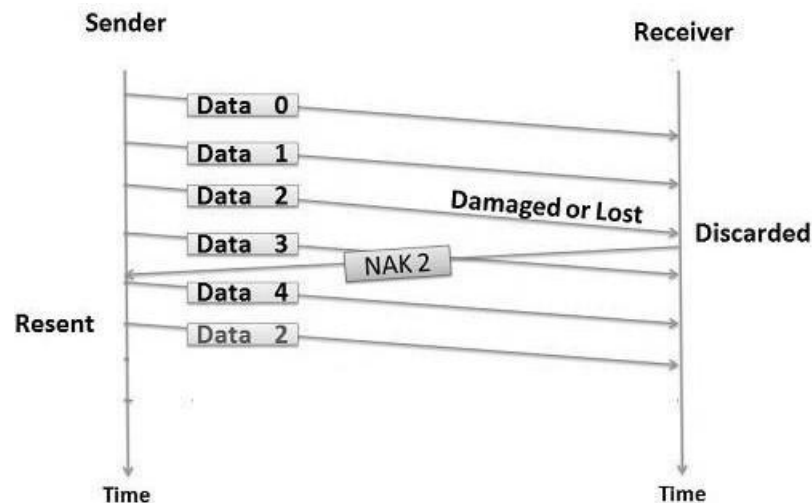 Sender
Receiver
Data 0
Data 1
Data 2
Damaged or Lost
Discarded
Data 3
NAK 2
Data 4
Resent
Data 2
Time
Time